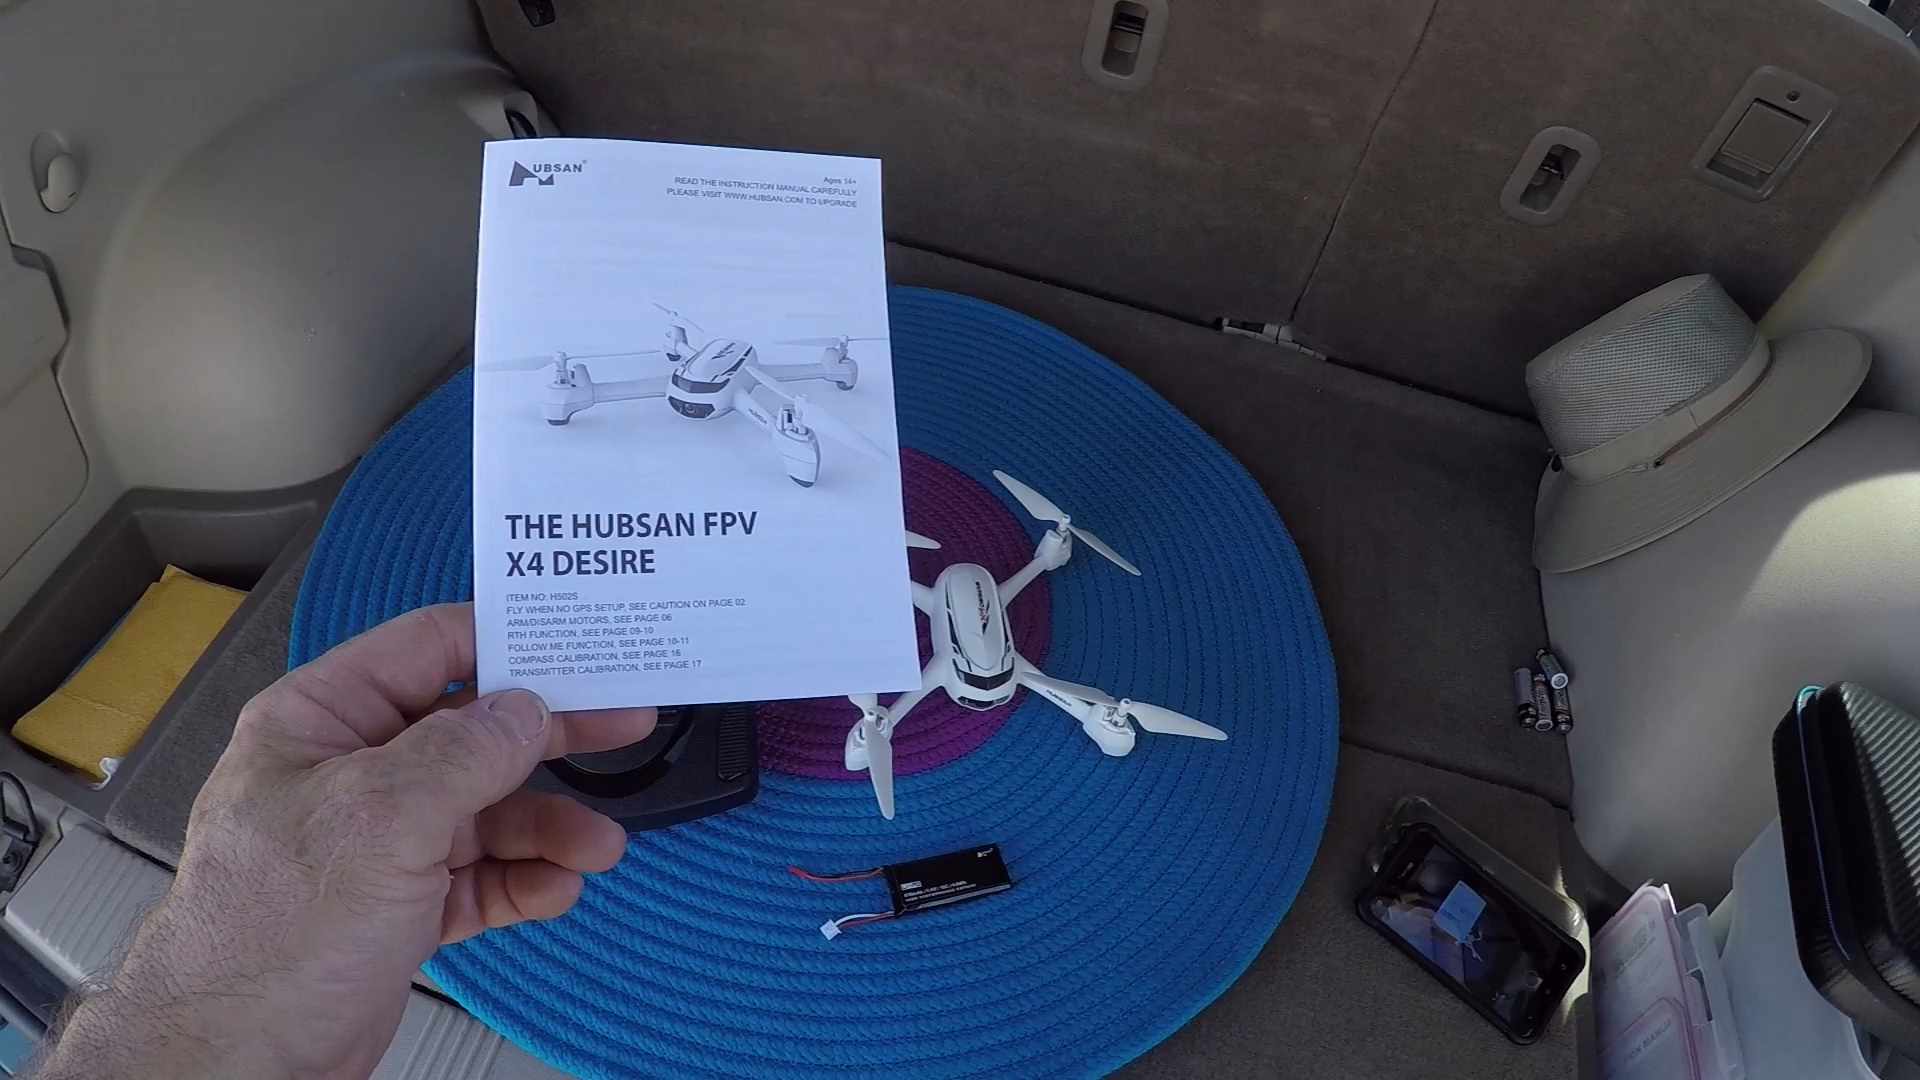 HUBSAN®
Ages 14+
READ THE INSTRUCTION MANUAL CAREFULLY
PLEASE VISIT WWW.HUBSAN.COM TO UPGRADE
THE HUBSAN FPV
X4 DESIRE
ITEM NO: H502S
FLY WHEN NO GPS SETUP, SEE CAUTION ON PAGE 02
ARM/DISARM MOTORS, SEE PAGE 06
RTH FUNCTION, SEE PAGE 09-10
FOLLOW ME FUNCTION, SEE PAGE 10-11
COMPASS CALIBRATION, SEE PAGE 16
TRANSMITTER CALIBRATION, SEE PAGE 17
HUBSAN